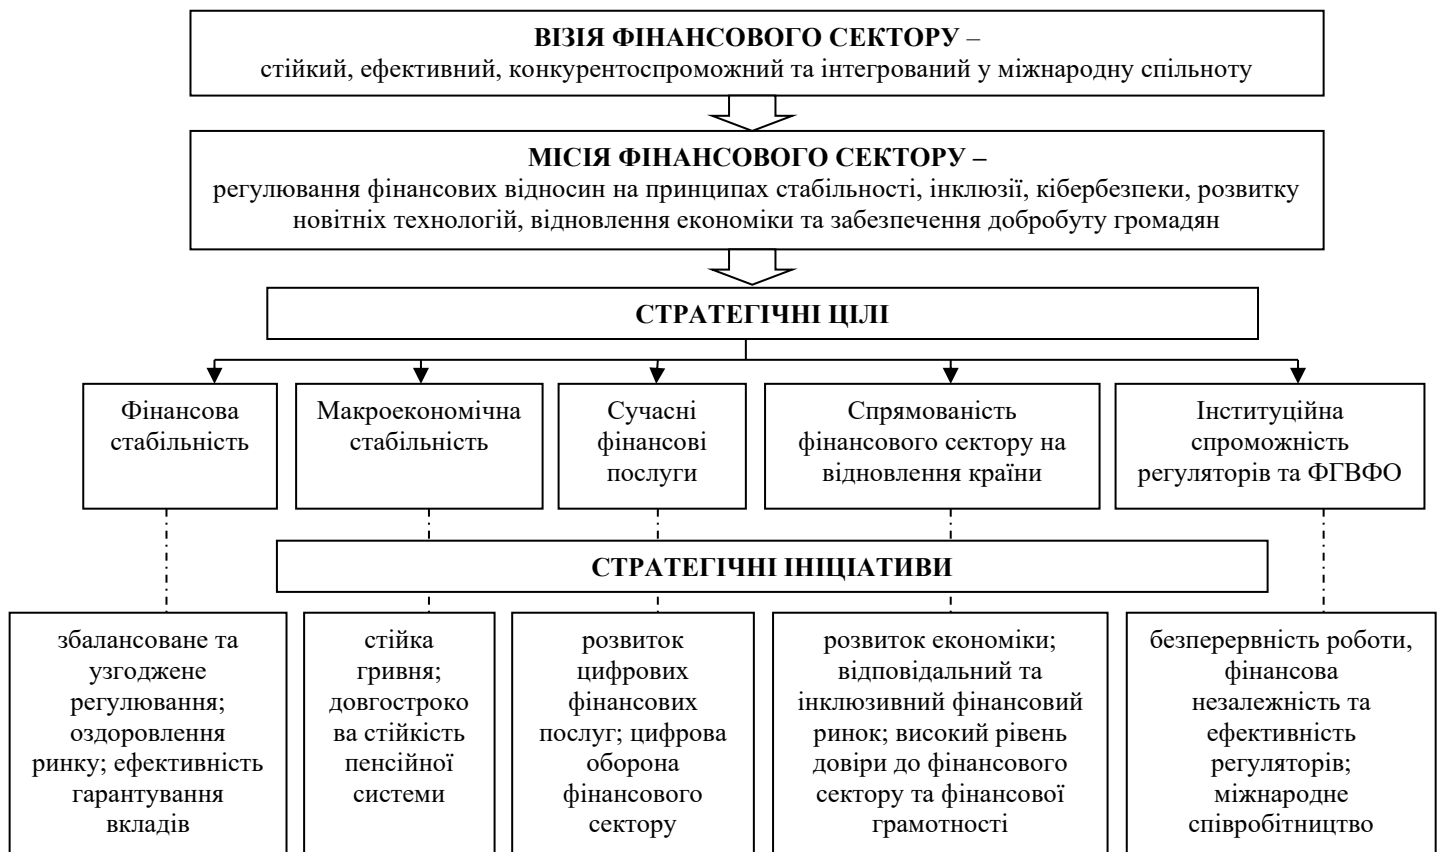 ВІЗІЯ ФІНАНСОВОГО СЕКТОРУ –
стійкий, ефективний, конкурентоспроможний та інтегрований у міжнародну спільноту
МІСІЯ ФІНАНСОВОГО СЕКТОРУ –
регулювання фінансових відносин на принципах стабільності, інклюзії, кібербезпеки, розвитку
новітніх технологій, відновлення економіки та забезпечення добробуту громадян
СТРАТЕГІЧНІ ЦІЛІ
Фінансова
стабільність
Макроекономічна
стабільність
Сучасні
фінансові
послуги
Спрямованість
фінансового сектору на
відновлення країни
Інституційна
спроможність
регуляторів та ФГВФО
СТРАТЕГІЧНІ ІНІЦІАТИВИ
збалансоване та
узгоджене
регулювання;
оздоровлення
ринку; ефективність
гарантування
вкладів
стійка
гривня;
довгостроко
ва стійкість
пенсійної
системи
розвиток
цифрових
фінансових
послуг; цифрова
оборона
фінансового
сектору
розвиток економіки;
відповідальний та
інклюзивний фінансовий
ринок; високий рівень
довіри до фінансового
сектору та фінансової
грамотності
безперервність роботи,
фінансова
незалежність та
ефективність
регуляторів;
міжнародне
співробітництво